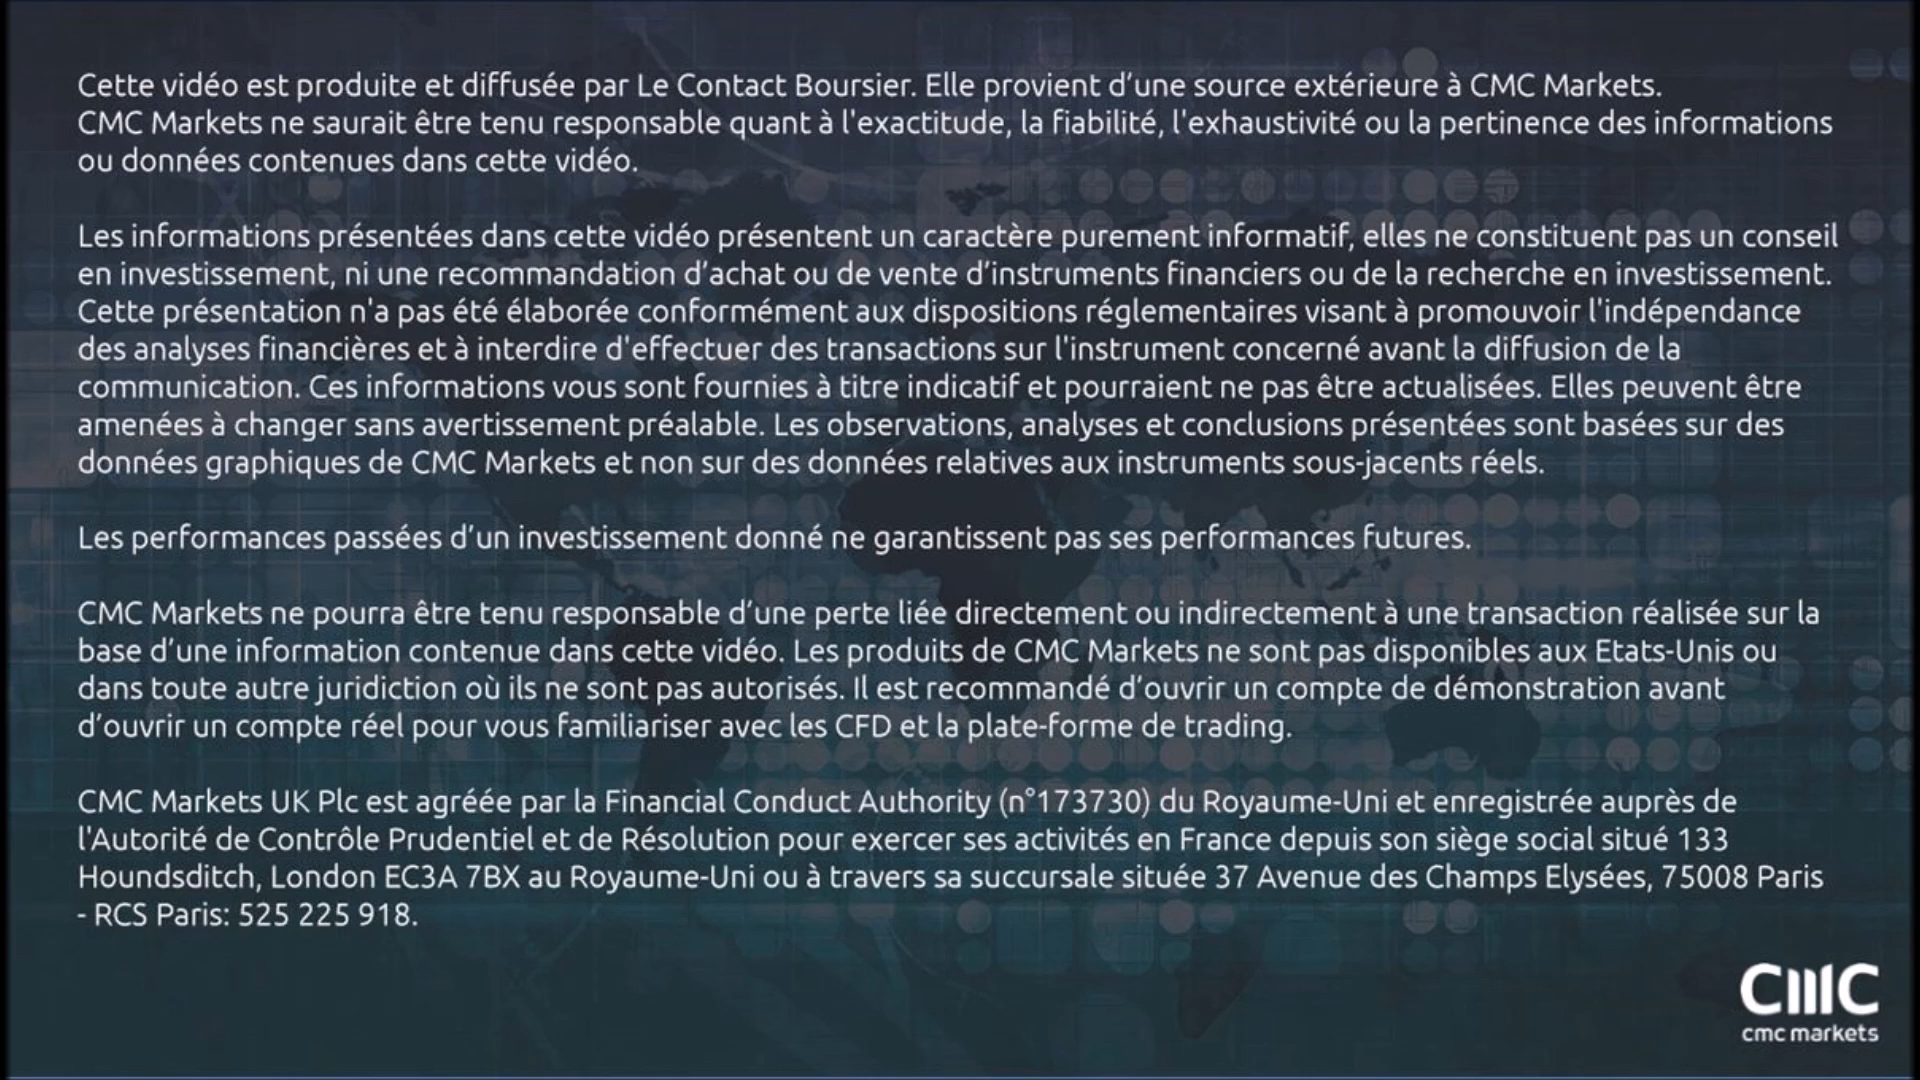 Cette vidéo est produite et diffusée par Le Contact Boursier. Elle provient d’une source extérieure à CMC Markets.
CMC Markets ne saurait être tenu responsable quant à l'exactitude, la fiabilité, l'exhaustivité ou la pertinence des informations
ou données contenues dans cette vidéo.
Les informations présentées dans cette vidéo présentent un caractère purement informatif, elles ne constituent pas un conseil
en investissement, ni une recommandation d’achat ou de vente d’instruments financiers ou de la recherche en investissement.
Cette présentation n'a pas été élaborée conformément aux dispositions réglementaires visant à promouvoir l'indépendance
des analyses financières et à interdire d'effectuer des transactions sur l'instrument concerné avant la diffusion de la
communication. Ces informations vous sont fournies à titre indicatif et pourraient ne pas être actualisées. Elles peuvent être
amenées à changer sans avertissement préalable. Les observations, analyses et conclusions présentées sont basées sur des
données graphiques de CMC Markets et non sur des données relatives aux instruments sous-jacents réels.
Les performances passées d’un investissement donné ne garantissent pas ses performances futures.
CMC Markets ne pourra être tenu responsable d’une perte liée directement ou indirectement à une transaction réalisée sur la
base d’une information contenue dans cette vidéo. Les produits de CMC Markets ne sont pas disponibles aux Etats-Unis ou
dans toute autre juridiction où ils ne sont pas autorisés. Il est recommandé d’ouvrir un compte de démonstration avant
d’ouvrir un compte réel pour vous familiariser avec les CFD et la plate-forme de trading.
CMC Markets UK Plc est agréée par la Financial Conduct Authority (n°173730) du Royaume-Uni et enregistrée auprès de
l'Autorité de Contrôle Prudentiel et de Résolution pour exercer ses activités en France depuis son siège social situé 133
Houndsditch, London EC3A 7BX au Royaume-Uni ou à travers sa succursale située 37 Avenue des Champs Elysées, 75008 Paris
- RCS Paris: 525 225 918.
CMC
cmc markets